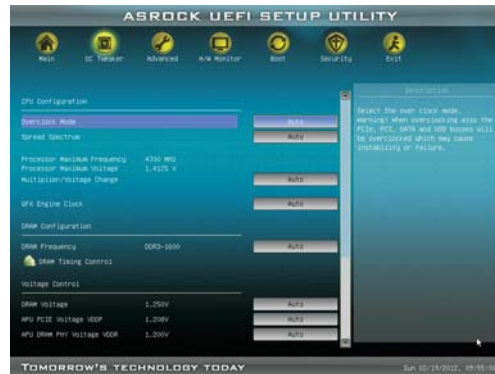 ASROCK UEFI SETUP UTILITY
Main OC Tweaker Advanced H/W Monitor Boot Security Exit
Description
CPU Configuration
Select the over clock mode.
Overclock Mode Auto
Warning! When overclocking also the
PCIe, PCI, SATA and USB busses will
be overclocked which may cause
instability or failure.
Spread Spectrum Auto
Processor Maximum Frequency 4700 MHz
Processor Maximum Voltage 1.4125 V
Multiplier/Voltage Change Auto
GFX Engine Clock Auto
DRAM Configuration
DRAM Frequency DDR3-1600 Auto
DRAM Timing Control
Voltage Control
DRAM Voltage 1.250V Auto
APU PCIE Voltage VDDP 1.208V Auto
APU DRAM PHY Voltage VDDR 1.200V Auto
TOMORROW'S TECHNOLOGY TODAY
Sun 02/19/2012,